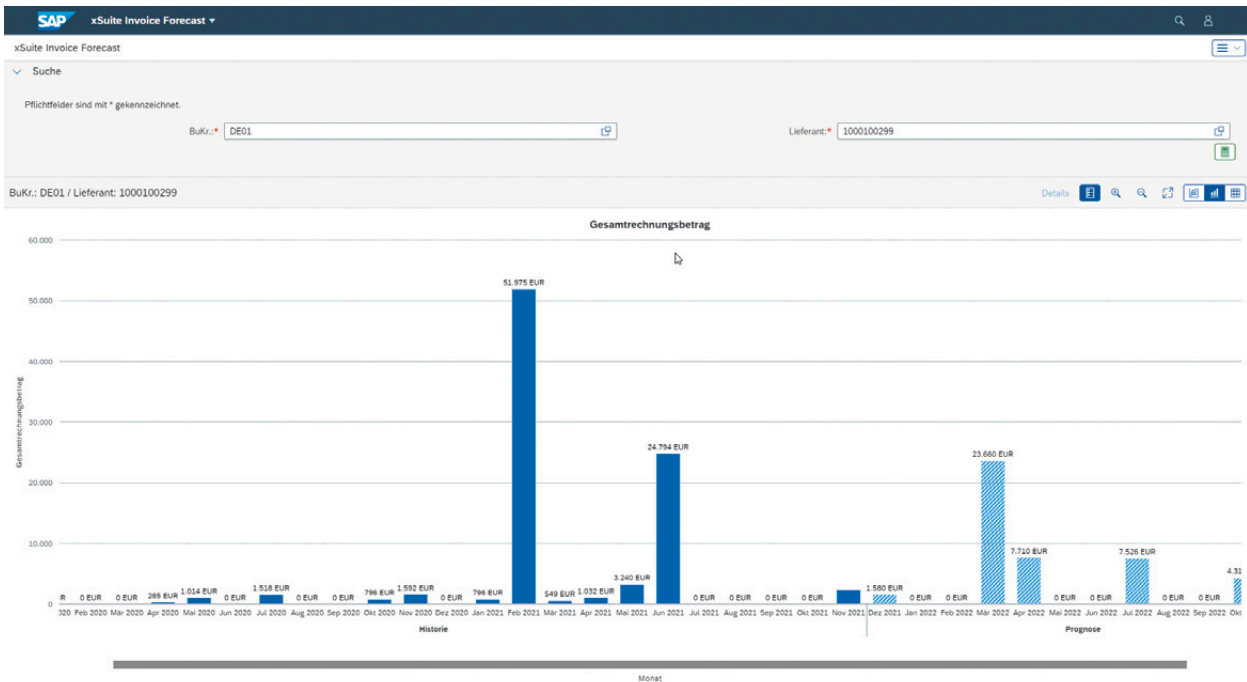 SAP xSuite Invoice Forecast
xSuite Invoice Forecast
Suche
Pflichtfelder sind mit * gekennzeichnet.
BuKr.:* DE01 Lieferant:* 1000100299
BuKr.: DE01 / Lieferant: 1000100299 Details
Gesamtrechnungsbetrag
60.000
50.000
40.000
30.000
20.000
10.000
0
Gesamtrechnungsbetrag
R 0 EUR 0 EUR 285 EUR 1.014 EUR 0 EUR 1.518 EUR 0 EUR 0 EUR 796 EUR 1.592 EUR 0 EUR 796 EUR 51.975 EUR 549 EUR 1.032 EUR 3.240 EUR 24.794 EUR 0 EUR 0 EUR 0 EUR 0 EUR 1.580 EUR 0 EUR 0 EUR 23.660 EUR 7.710 EUR 0 EUR 0 EUR 7.526 EUR 0 EUR 0 EUR 4.31
020 Feb 2020 Mär 2020 Apr 2020 Mai 2020 Jun 2020 Jul 2020 Aug 2020 Sep 2020 Okt 2020 Nov 2020 Dez 2020 Jan 2021 Feb 2021 Mär 2021 Apr 2021 Mai 2021 Jun 2021 Jul 2021 Aug 2021 Sep 2021 Okt 2021 Nov 2021 Dez 2021 Jan 2022 Feb 2022 Mär 2022 Apr 2022 Mai 2022 Jun 2022 Jul 2022 Aug 2022 Sep 2022 Okt
Historie Prognose
Monat